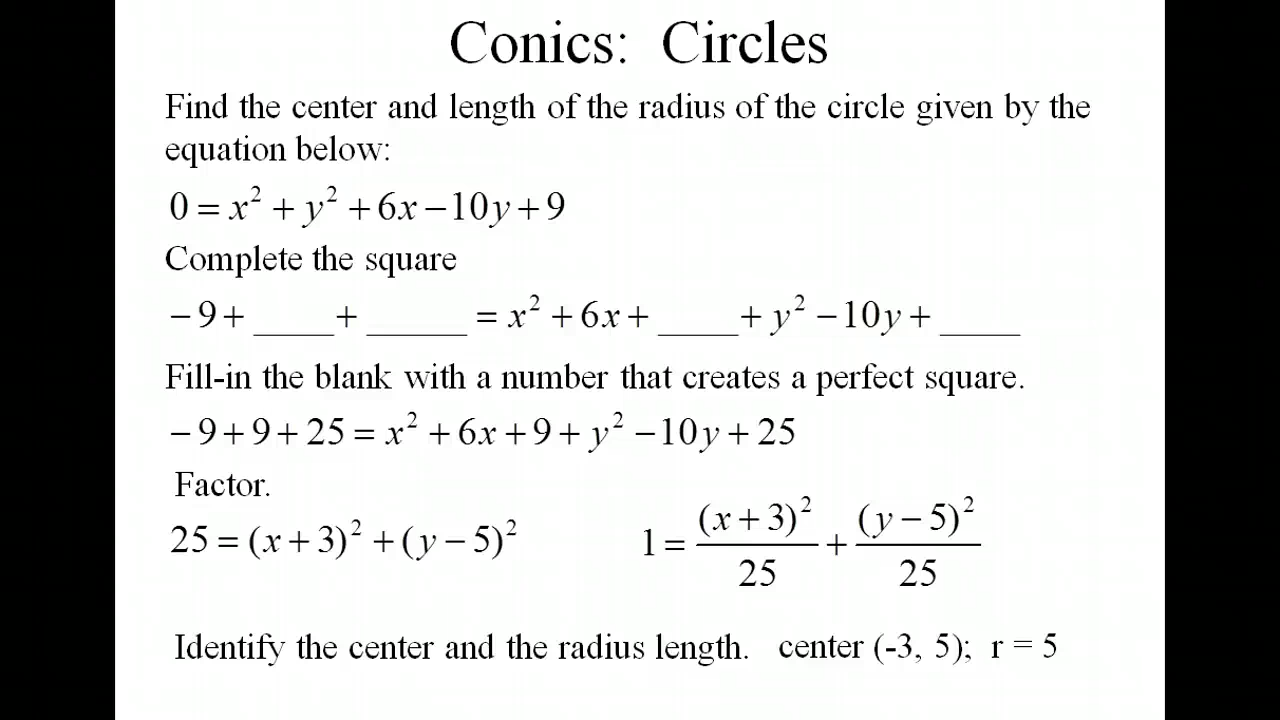 Conics: Circles
Find the center and length of the radius of the circle given by the
equation below:
0 = x² + y² + 6x − 10y + 9
Complete the square
− 9 + ____ + _____ = x² + 6x + ____ + y² − 10y + ____
Fill-in the blank with a number that creates a perfect square.
− 9 + 9 + 25 = x² + 6x + 9 + y² − 10y + 25
Factor.
25 = (x + 3)² + (y − 5)²
1 = (x + 3)²/25 + (y − 5)²/25
Identify the center and the radius length. center (-3, 5); r = 5